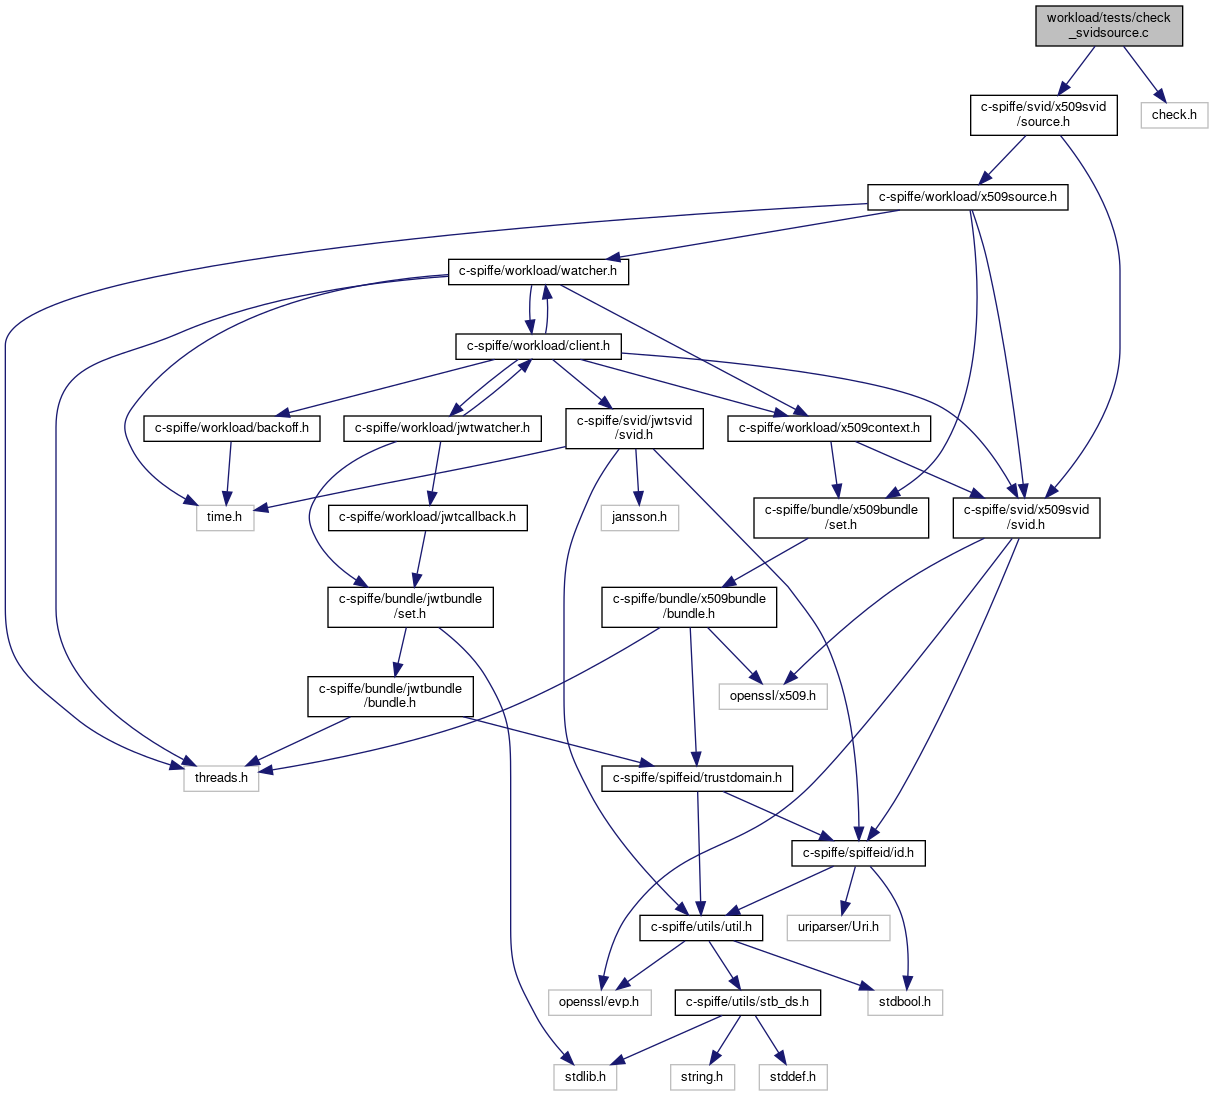 workload/tests/check
_svidsource.c
c-spiffe/svid/x509svid
/source.h
check.h
c-spiffe/workload/x509source.h
c-spiffe/workload/watcher.h
c-spiffe/workload/client.h
c-spiffe/workload/backoff.h
c-spiffe/workload/jwtwatcher.h
c-spiffe/svid/jwtsvid
/svid.h
c-spiffe/workload/x509context.h
time.h
c-spiffe/workload/jwtcallback.h
jansson.h
c-spiffe/bundle/x509bundle
/set.h
c-spiffe/svid/x509svid
/svid.h
c-spiffe/bundle/jwtbundle
/set.h
c-spiffe/bundle/x509bundle
/bundle.h
c-spiffe/bundle/jwtbundle
/bundle.h
openssl/x509.h
threads.h
c-spiffe/spiffeid/trustdomain.h
c-spiffe/spiffeid/id.h
c-spiffe/utils/util.h
uriparser/Uri.h
openssl/evp.h
c-spiffe/utils/stb_ds.h
stdbool.h
stdlib.h
string.h
stddef.h